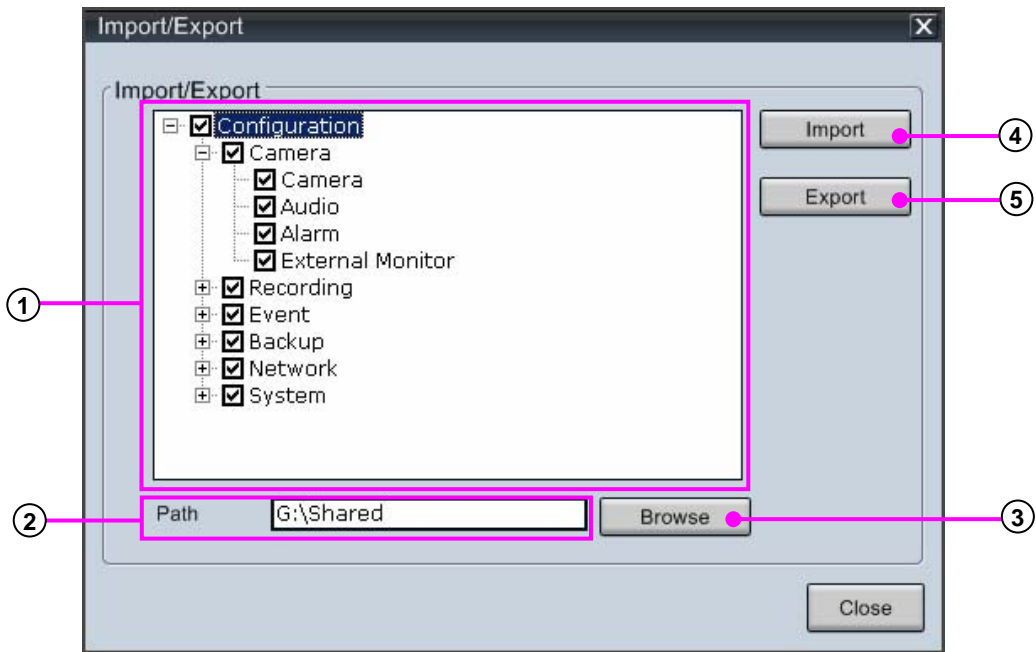 Import/Export
Import/Export
Configuration
Camera
Camera
Audio
Alarm
External Monitor
Recording
Event
Backup
Network
System
Import
4
Export
5
1
2
Path
G:\Shared
Browse
3
Close